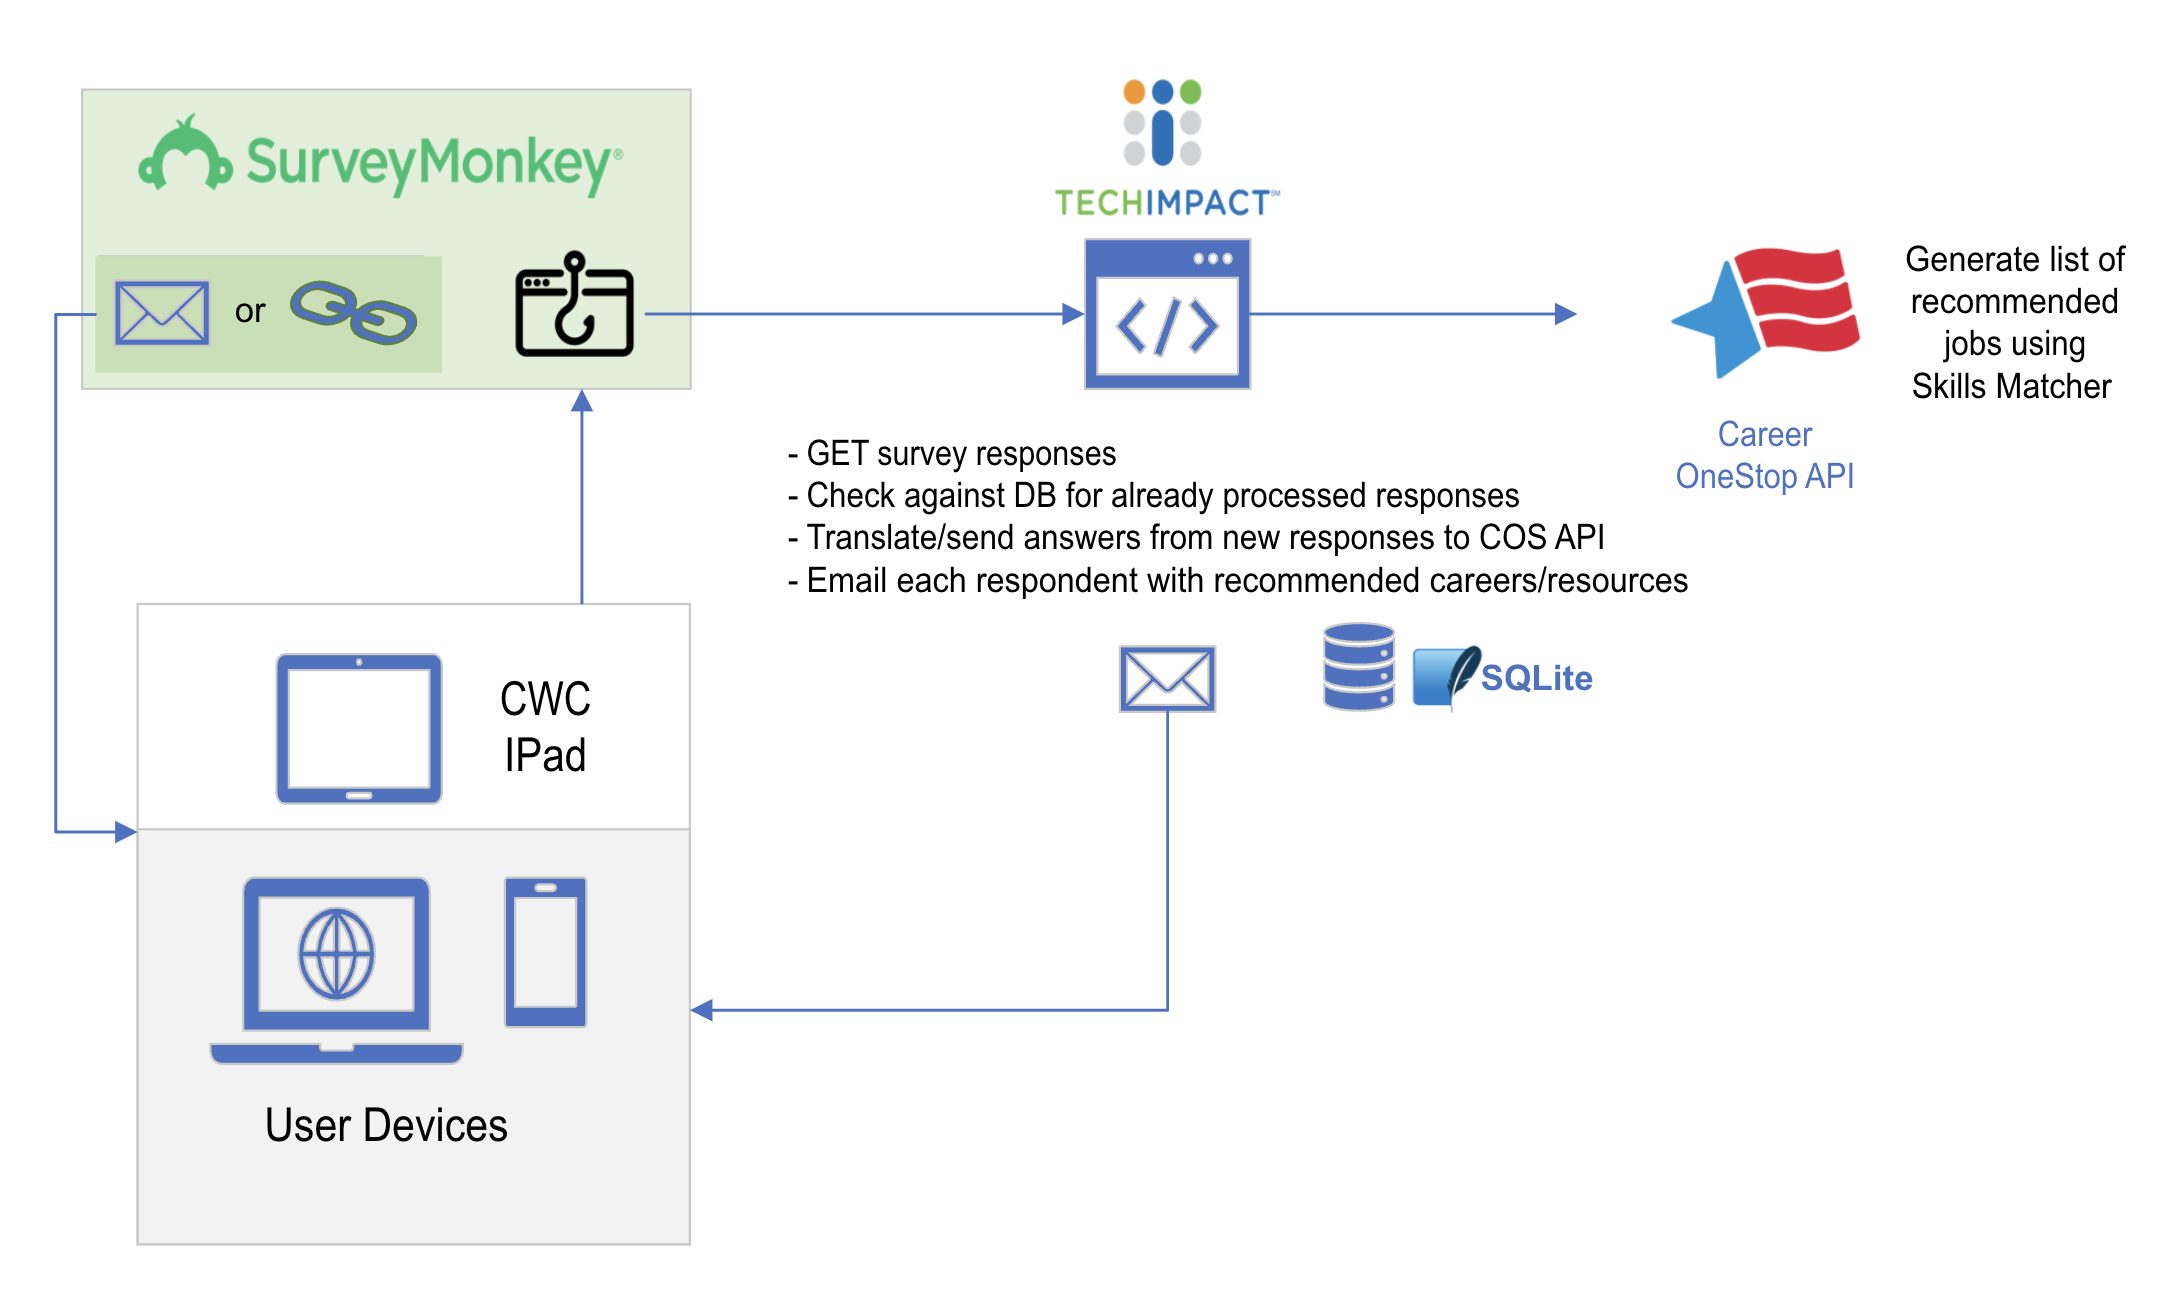 SurveyMonkey®
or
TECHIMPACT℠
</>
Generate list of
recommended
jobs using
Skills Matcher
Career
OneStop API
- GET survey responses
- Check against DB for already processed responses
- Translate/send answers from new responses to COS API
- Email each respondent with recommended careers/resources
SQLite
CWC
IPad
User Devices